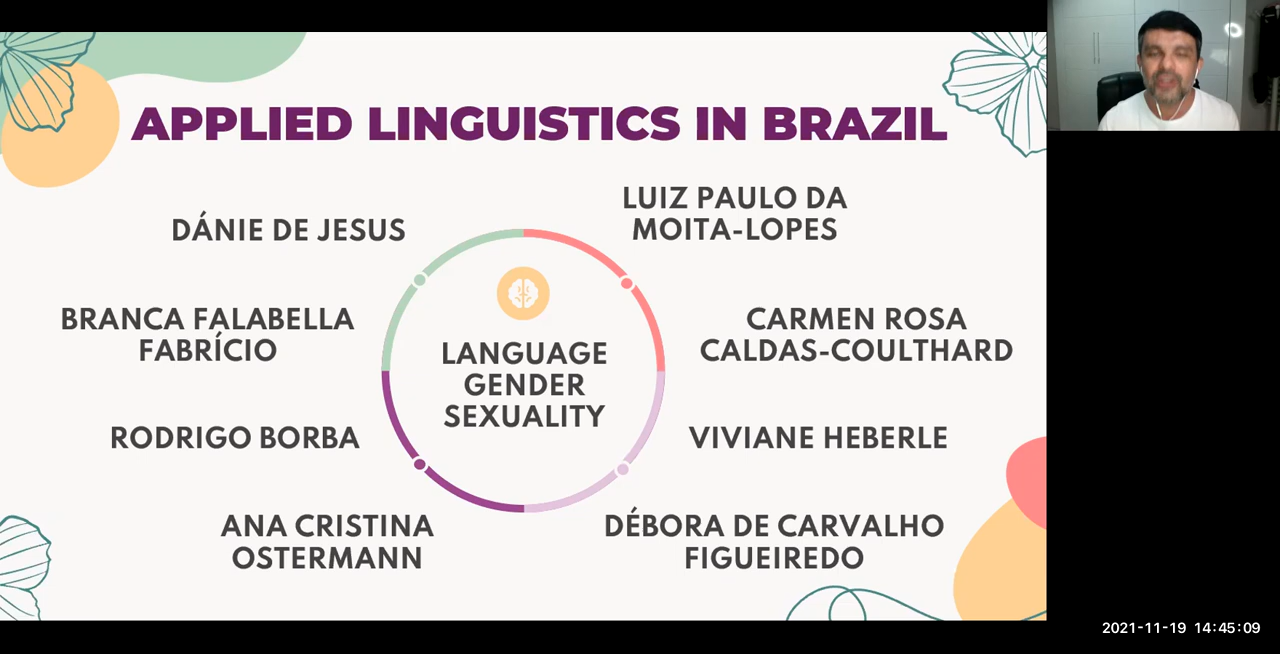 APPLIED LINGUISTICS IN BRAZIL
DÁNIE DE JESUS
LUIZ PAULO DA
MOITA-LOPES
BRANCA FALABELLA
FABRÍCIO
CARMEN ROSA
CALDAS-COULTHARD
LANGUAGE
GENDER
SEXUALITY
RODRIGO BORBA
VIVIANE HEBERLE
ANA CRISTINA
OSTERMANN
DÉBORA DE CARVALHO
FIGUEIREDO
2021-11-19 14:45:09